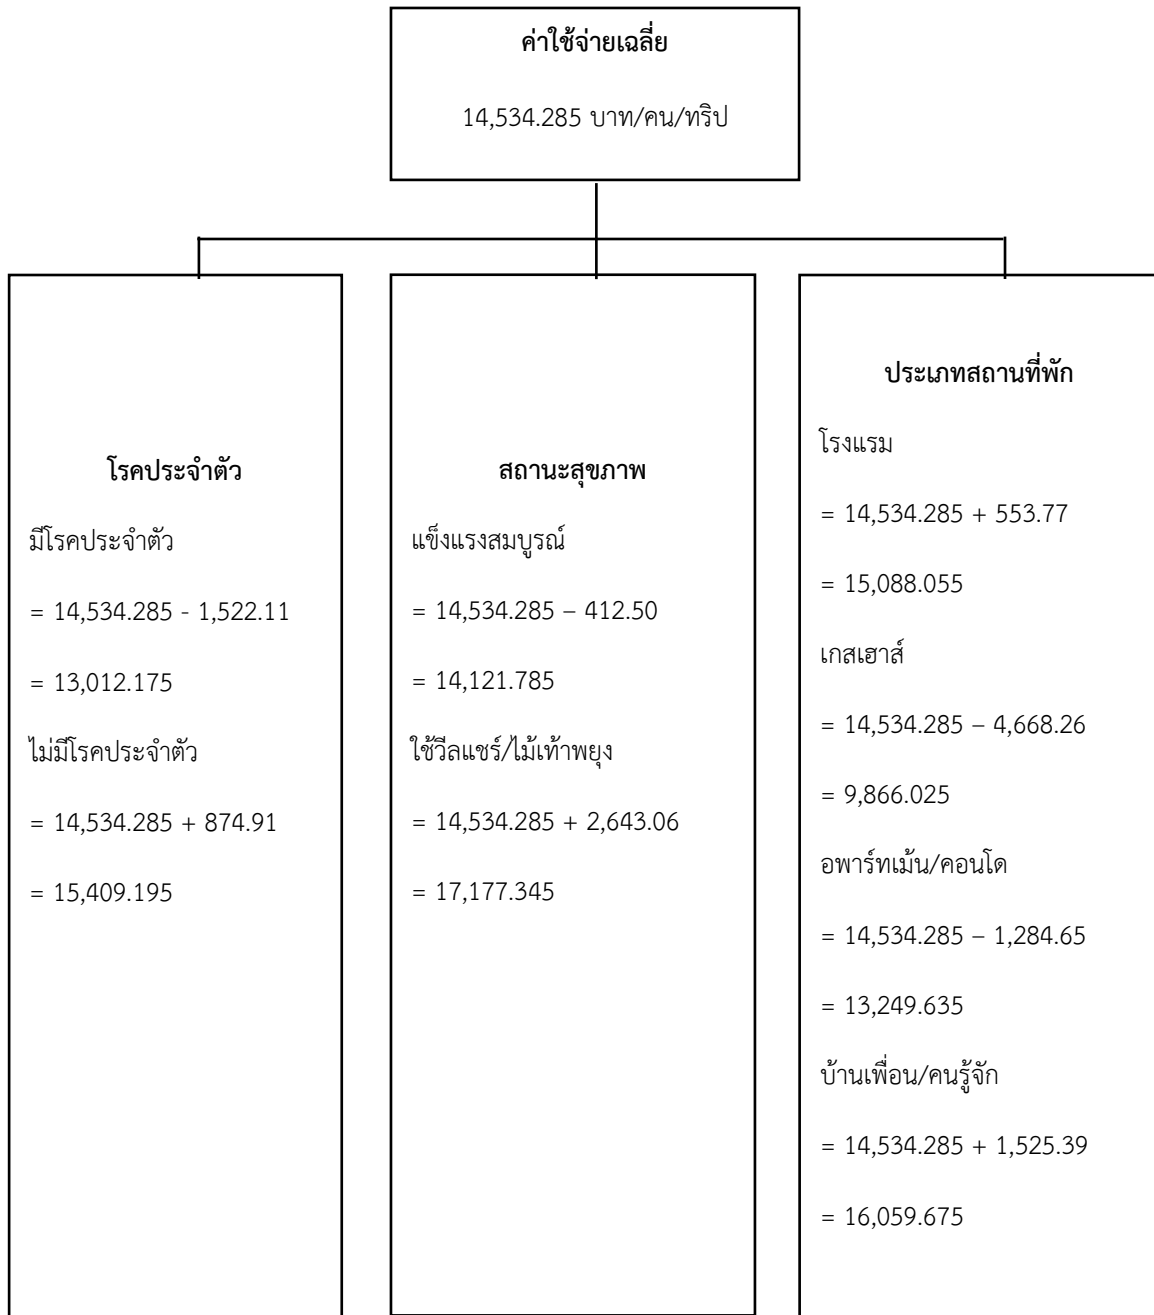 ค่าใช้จ่ายเฉลี่ย
14,534.285 บาท/คน/ทริป
โรคประจำตัว
มีโรคประจำตัว
= 14,534.285 - 1,522.11
= 13,012.175
ไม่มีโรคประจำตัว
= 14,534.285 + 874.91
= 15,409.195
สถานะสุขภาพ
แข็งแรงสมบูรณ์
= 14,534.285 – 412.50
= 14,121.785
ใช้วีลแชร์/ไม้เท้าพยุง
= 14,534.285 + 2,643.06
= 17,177.345
ประเภทสถานที่พัก
โรงแรม
= 14,534.285 + 553.77
= 15,088.055
เกสเฮาส์
= 14,534.285 – 4,668.26
= 9,866.025
อพาร์ทเม้น/คอนโด
= 14,534.285 – 1,284.65
= 13,249.635
บ้านเพื่อน/คนรู้จัก
= 14,534.285 + 1,525.39
= 16,059.675